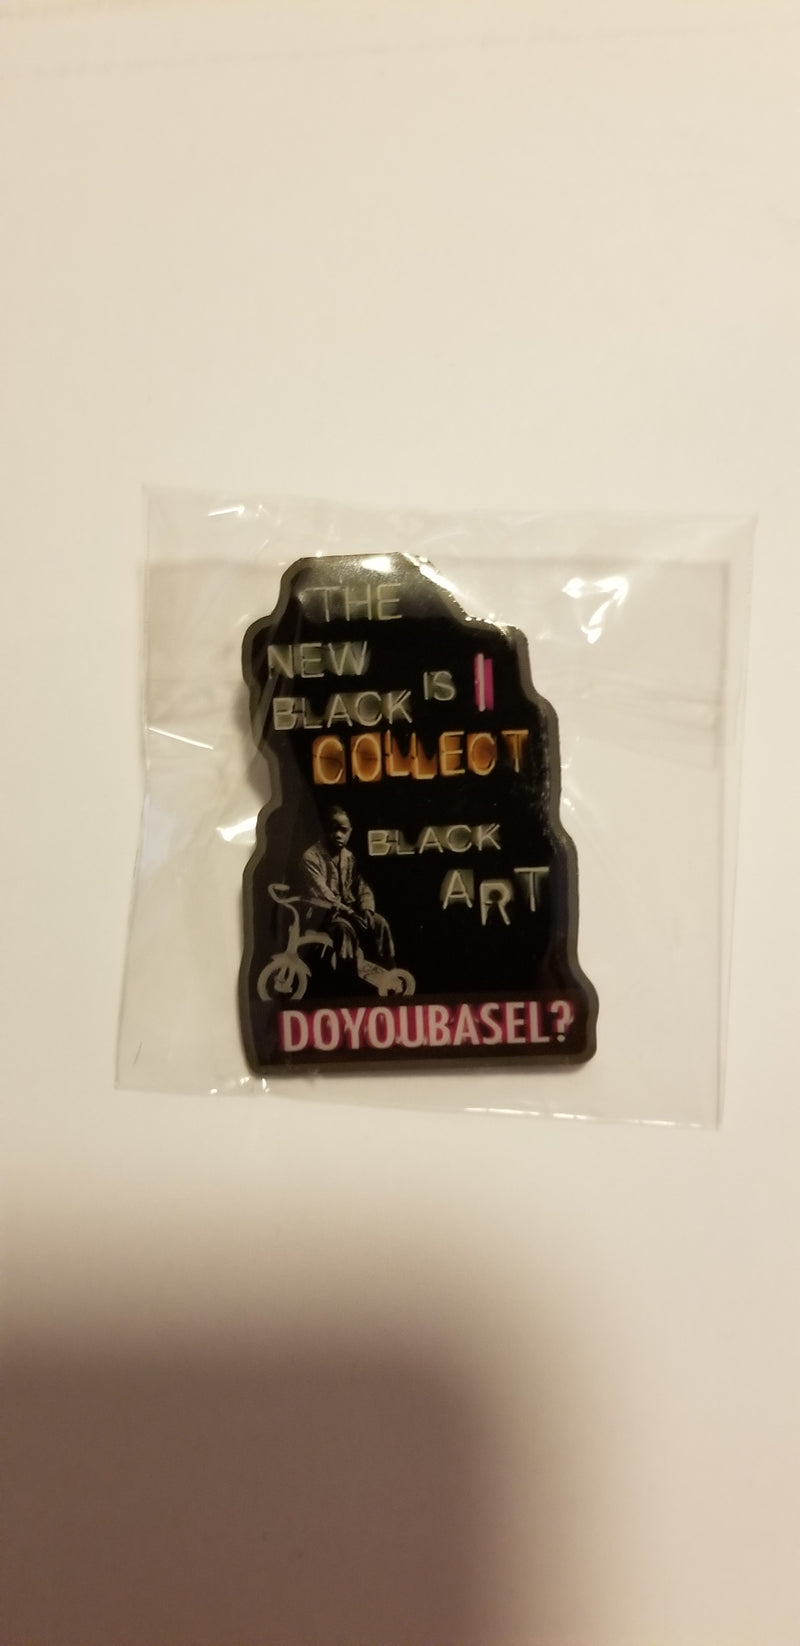 THE
NEW
BLACK IS I
COLLECT
BLACK
ART
DOYOUBASEL?